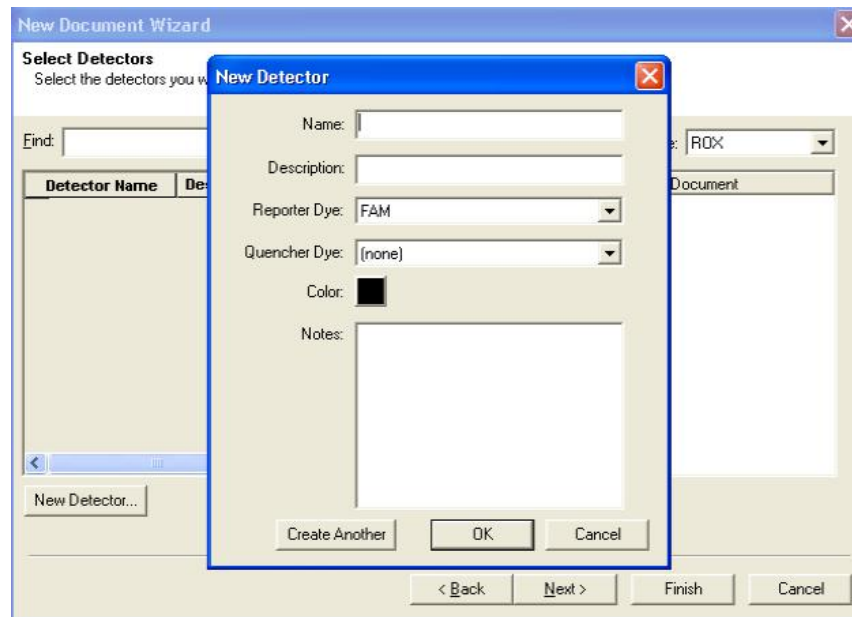 New Document Wizard
Select Detectors
Select the detectors you w
Find:
e: ROX
Detector Name Des
Document
New Detector...
< Back Next > Finish Cancel
New Detector
Name:
Description:
Reporter Dye: FAM
Quencher Dye: (none)
Color:
Notes:
Create Another OK Cancel